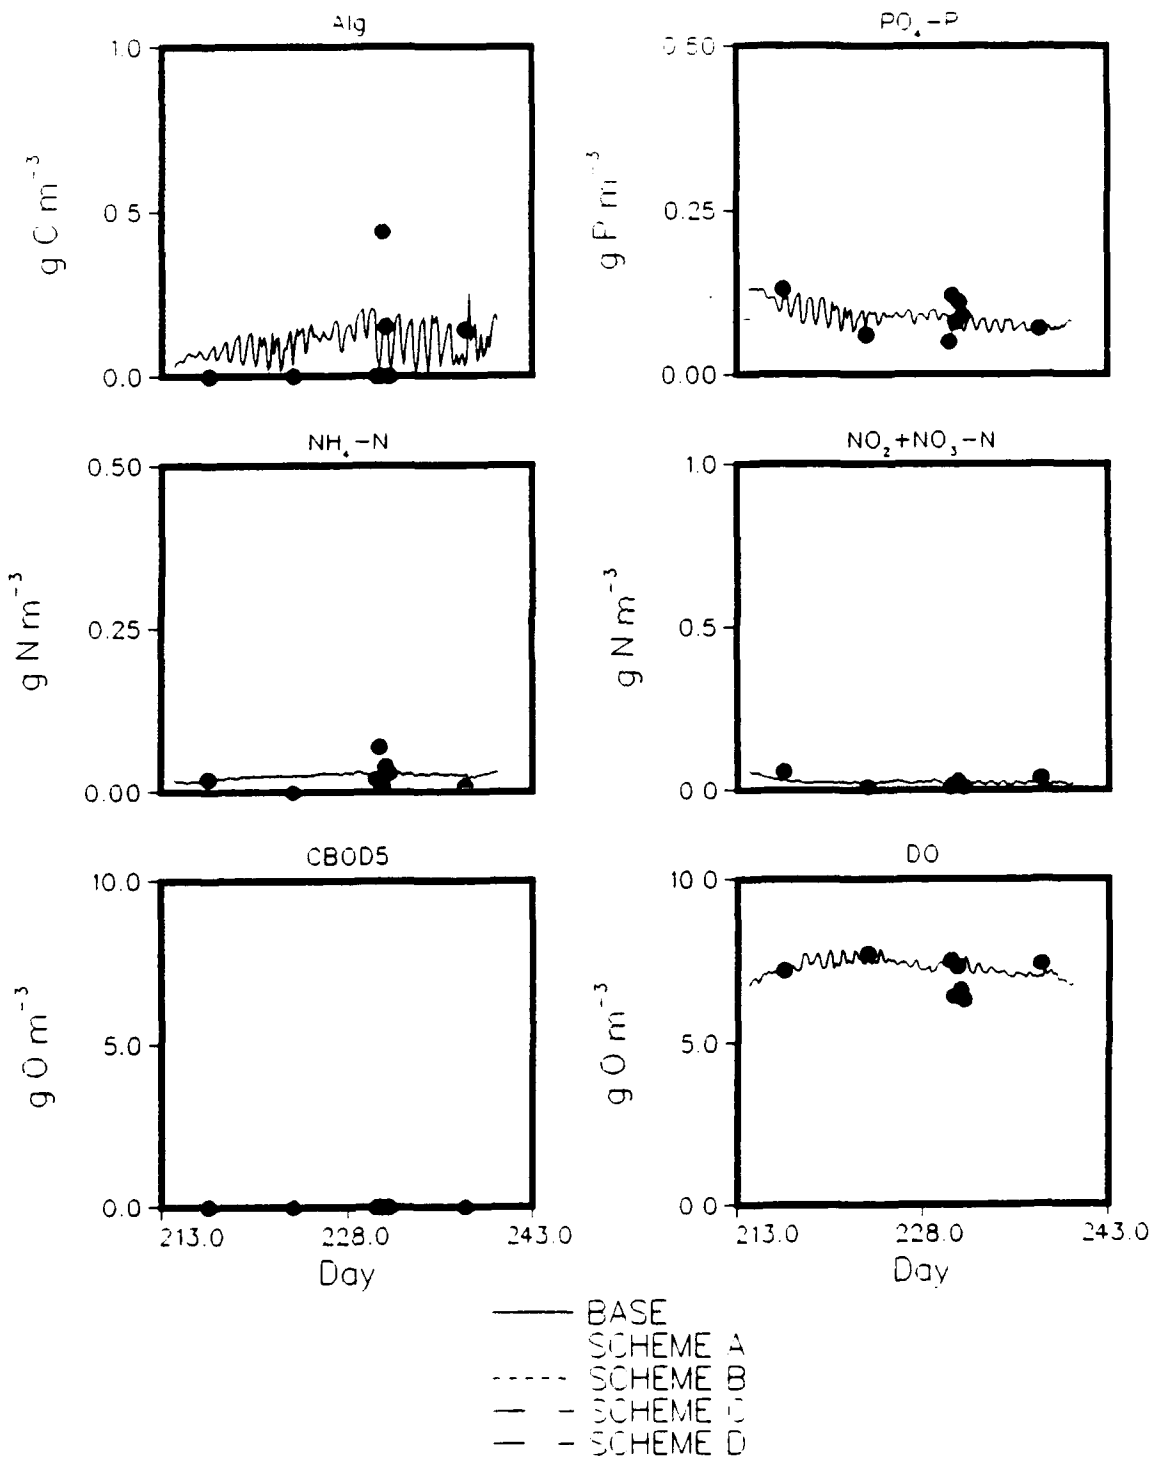 Alg
1.0
0.5
0.0
g C m⁻³
PO₄-P
0.50
0.25
0.00
g P m⁻³
NH₄-N
0.50
0.25
0.00
g N m⁻³
NO₂+NO₃-N
1.0
0.5
0.0
g N m⁻³
CBOD5
10.0
5.0
0.0
g O m⁻³
213.0 228.0 243.0
Day
DO
10.0
5.0
0.0
g O m⁻³
213.0 228.0 243.0
Day
BASE
SCHEME A
SCHEME B
SCHEME C
SCHEME D